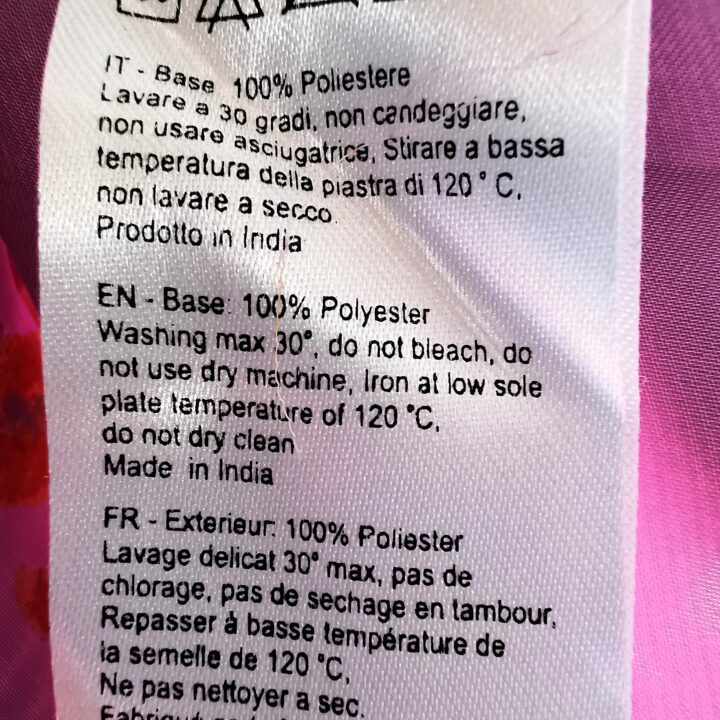 IT - Base 100% Poliestere
Lavare a 30 gradi, non candeggiare,
non usare asciugatrice, Stirare a bassa
temperatura della piastra di 120 ° C,
non lavare a secco.
Prodotto in India
EN - Base: 100% Polyester
Washing max 30°, do not bleach, do
not use dry machine, Iron at low sole
plate temperature of 120 °C,
do not dry clean
Made in India
FR - Exterieur: 100% Poliester
Lavage delicat 30° max, pas de
chlorage, pas de sechage en tambour,
Repasser à basse température de
la semelle de 120 °C,
Ne pas nettoyer a sec.